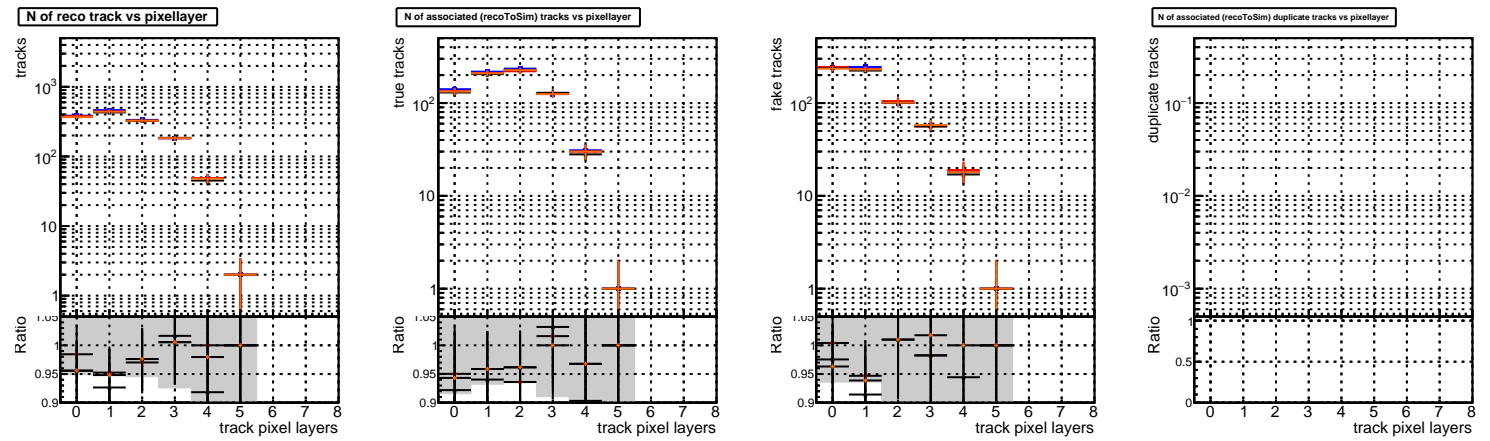 N of reco track vs pixellayer
tracks
10³
10²
10
1
Ratio
1.05
1
0.95
0.9
0 1 2 3 4 5 6 7 8
track pixel layers
N of associated (recoToSim) tracks vs pixellayer
true tracks
10²
10
1
Ratio
1.05
1
0.95
0.9
0 1 2 3 4 5 6 7 8
track pixel layers
fake tracks
10²
10
1
Ratio
1.05
1
0.95
0.9
0 1 2 3 4 5 6 7 8
track pixel layers
N of associated (recoToSim) duplicate tracks vs pixellayer
duplicate tracks
10⁻¹
10⁻²
10⁻³
Ratio
1
0.5
0
0 1 2 3 4 5 6 7 8
track pixel layers